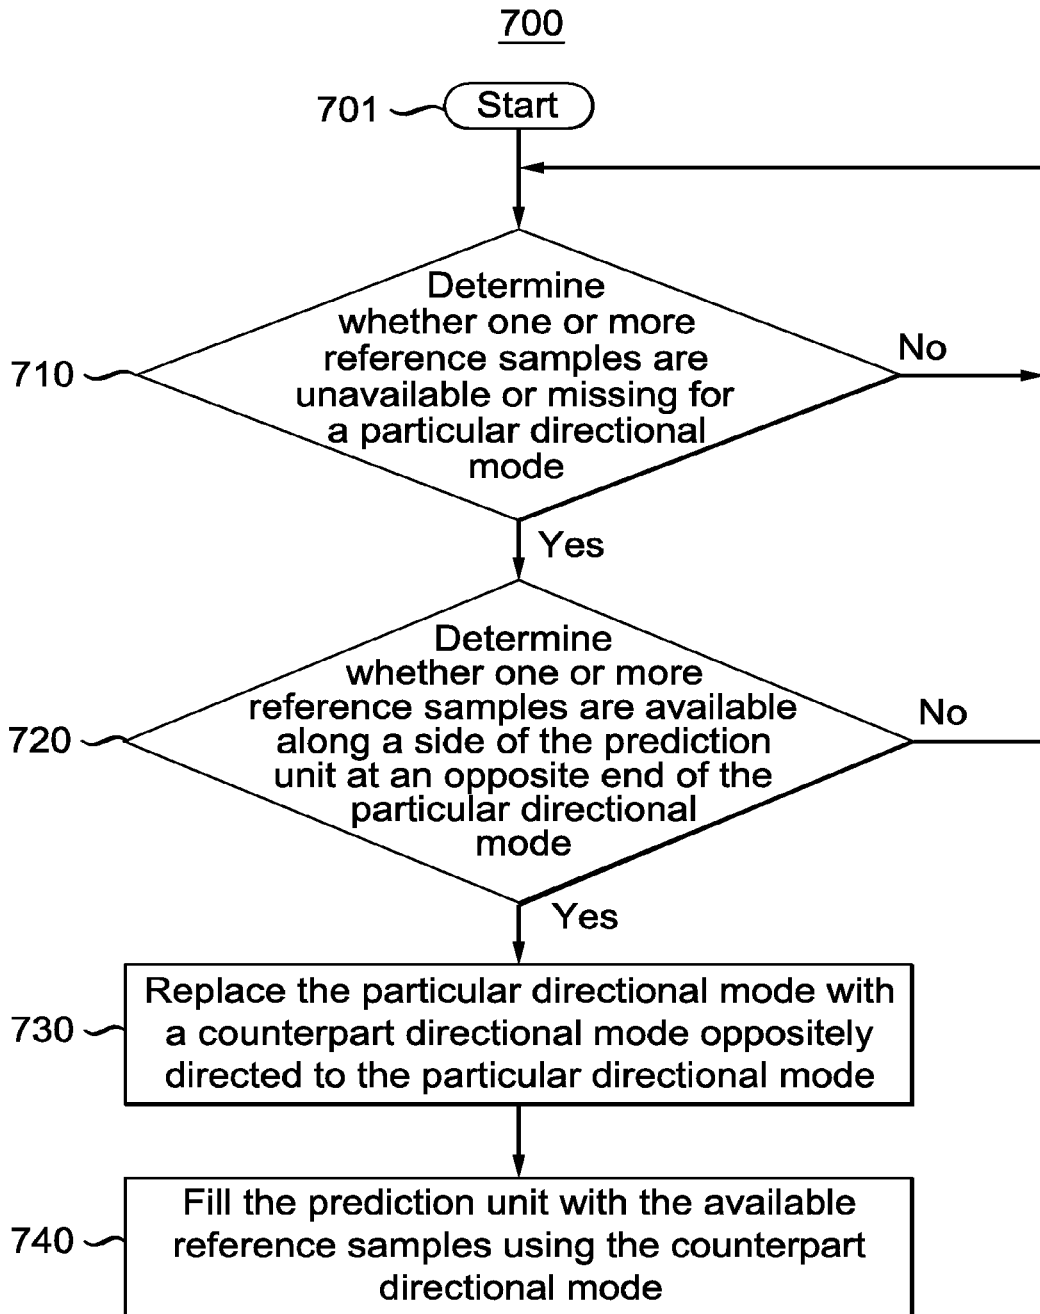 700
701
Start
Determine
whether one or more
reference samples are
unavailable or missing for
a particular directional
mode
710
No
Yes
Determine
whether one or more
reference samples are available
along a side of the prediction
unit at an opposite end of the
particular directional
mode
720
No
Yes
Replace the particular directional mode with
a counterpart directional mode oppositely
directed to the particular directional mode
730
Fill the prediction unit with the available
reference samples using the counterpart
directional mode
740